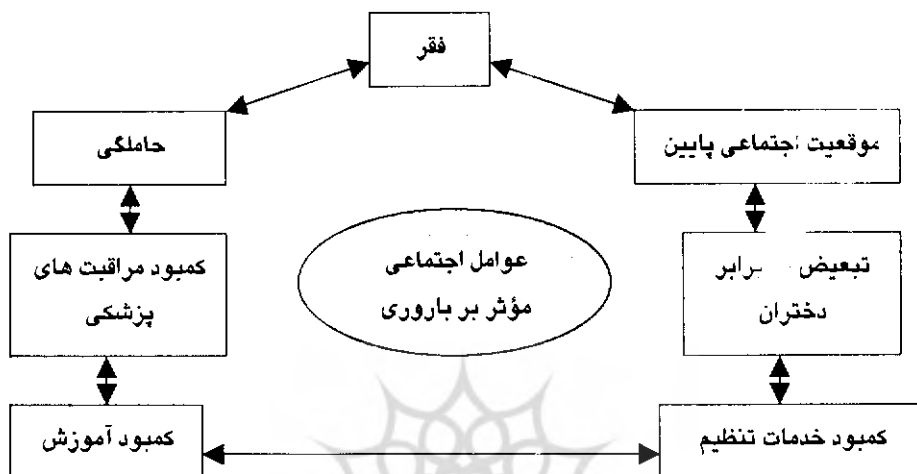 فقر
حاملگی
موقعیت اجتماعی پایین
عوامل اجتماعی
مؤثر بر باروری
کمبود مراقبت های
پزشکی
تبعیض برابر
دختران
کمبود آموزش
کمبود خدمات تنظیم